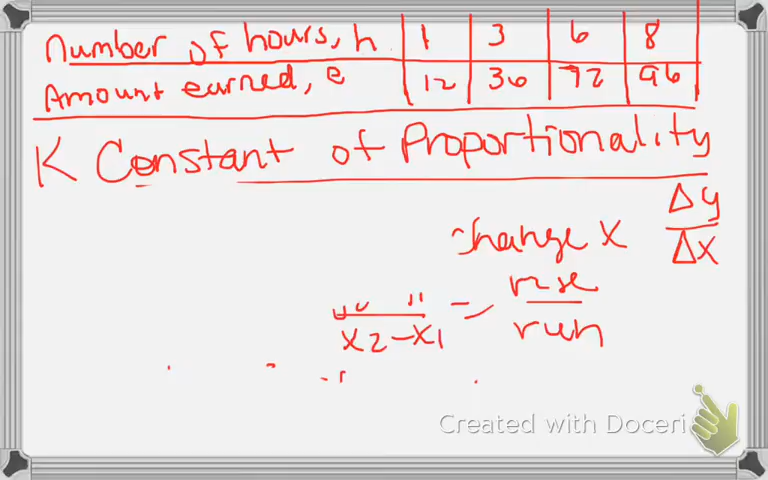 Number of hours, h 1 3 6 8
Amount earned, e 12 36 72 96
K Constant of Proportionality
Δy
Δx
change X
rise
x2-x1 =
run
Created with Doceri